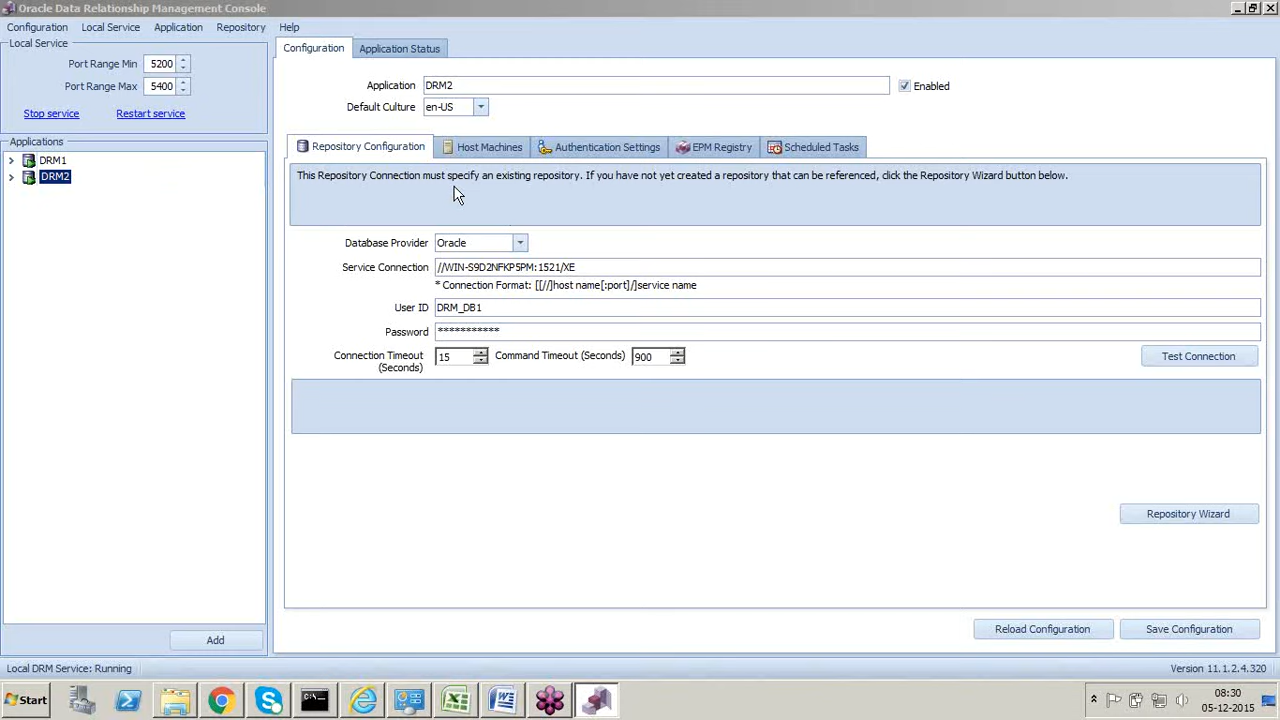 Oracle Data Relationship Management Console
Configuration Local Service Application Repository Help
Local Service
Port Range Min 5200
Port Range Max 5400
Stop service Restart service
Applications
DRM1
DRM2
Add
Configuration Application Status
Application DRM2 Enabled
Default Culture en-US
Repository Configuration Host Machines Authentication Settings EPM Registry Scheduled Tasks
This Repository Connection must specify an existing repository. If you have not yet created a repository that can be referenced, click the Repository Wizard button below.
Database Provider Oracle
Service Connection //WIN-S9D2NFKP5PM:1521/XE
* Connection Format: [[//]host name[:port]/]service name
User ID DRM_DB1
Password ***********
Connection Timeout (Seconds) 15 Command Timeout (Seconds) 900 Test Connection
Repository Wizard
Reload Configuration Save Configuration
Local DRM Service: Running Version 11.1.2.4.320
Start
08:30
05-12-2015